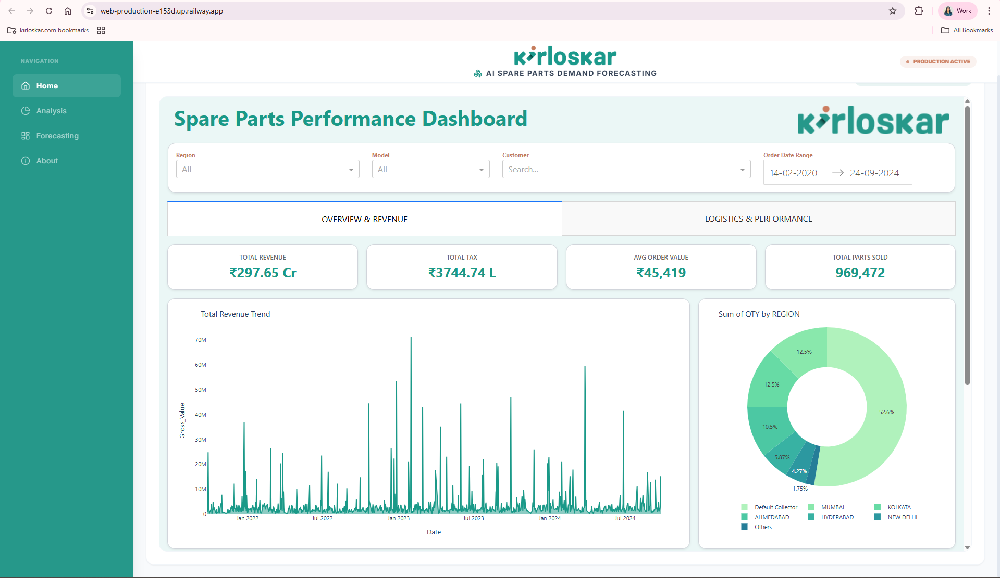 web-production-e153d.up.railway.app
Work
kirloskar.com bookmarks
All Bookmarks
NAVIGATION
Home
Analysis
Forecasting
About
kirloskar
AI SPARE PARTS DEMAND FORECASTING
PRODUCTION ACTIVE
Spare Parts Performance Dashboard
kirloskar
Region
All
Model
All
Customer
Search...
Order Date Range
14-02-2020
24-09-2024
OVERVIEW & REVENUE
LOGISTICS & PERFORMANCE
TOTAL REVENUE
₹297.65 Cr
TOTAL TAX
₹3744.74 L
AVG ORDER VALUE
₹45,419
TOTAL PARTS SOLD
969,472
Total Revenue Trend
70M
60M
50M
40M
30M
20M
10M
0
Gross_Value
Jan 2022
Jul 2022
Jan 2023
Jul 2023
Jan 2024
Jul 2024
Date
Sum of QTY by REGION
12.5%
12.5%
52.6%
10.5%
5.87%
4.27%
1.75%
Default Collector
MUMBAI
KOLKATA
AHMEDABAD
HYDERABAD
NEW DELHI
Others